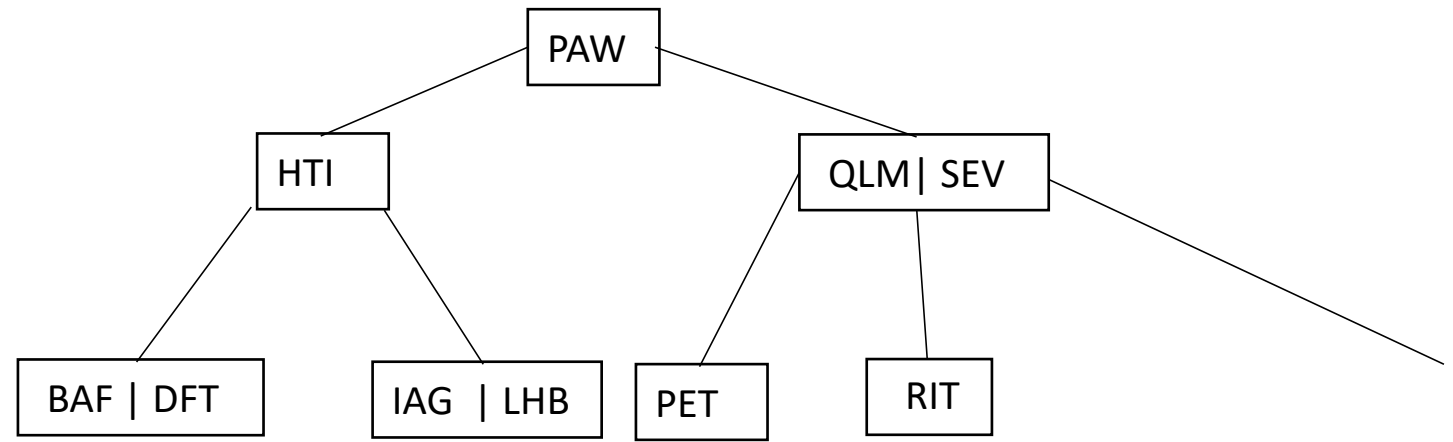 PAW
HTI
QLM| SEV
BAF | DFT
IAG | LHB
PET
RIT